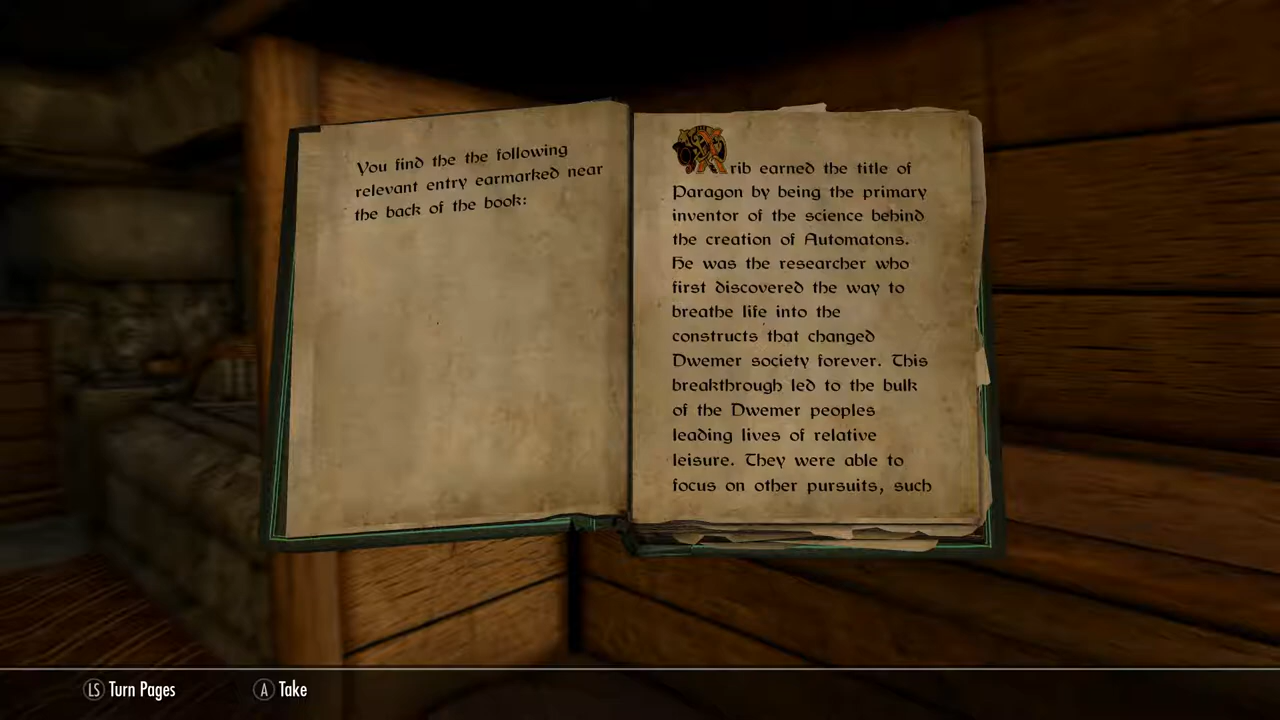 You find the the following
relevant entry earmarked near
the back of the book:
Arib earned the title of
Paragon by being the primary
inventor of the science behind
the creation of Automatons.
He was the researcher who
first discovered the way to
breathe life into the
constructs that changed
Dwemer society forever. This
breakthrough led to the bulk
of the Dwemer peoples
leading lives of relative
leisure. They were able to
focus on other pursuits, such
LS Turn Pages
A Take